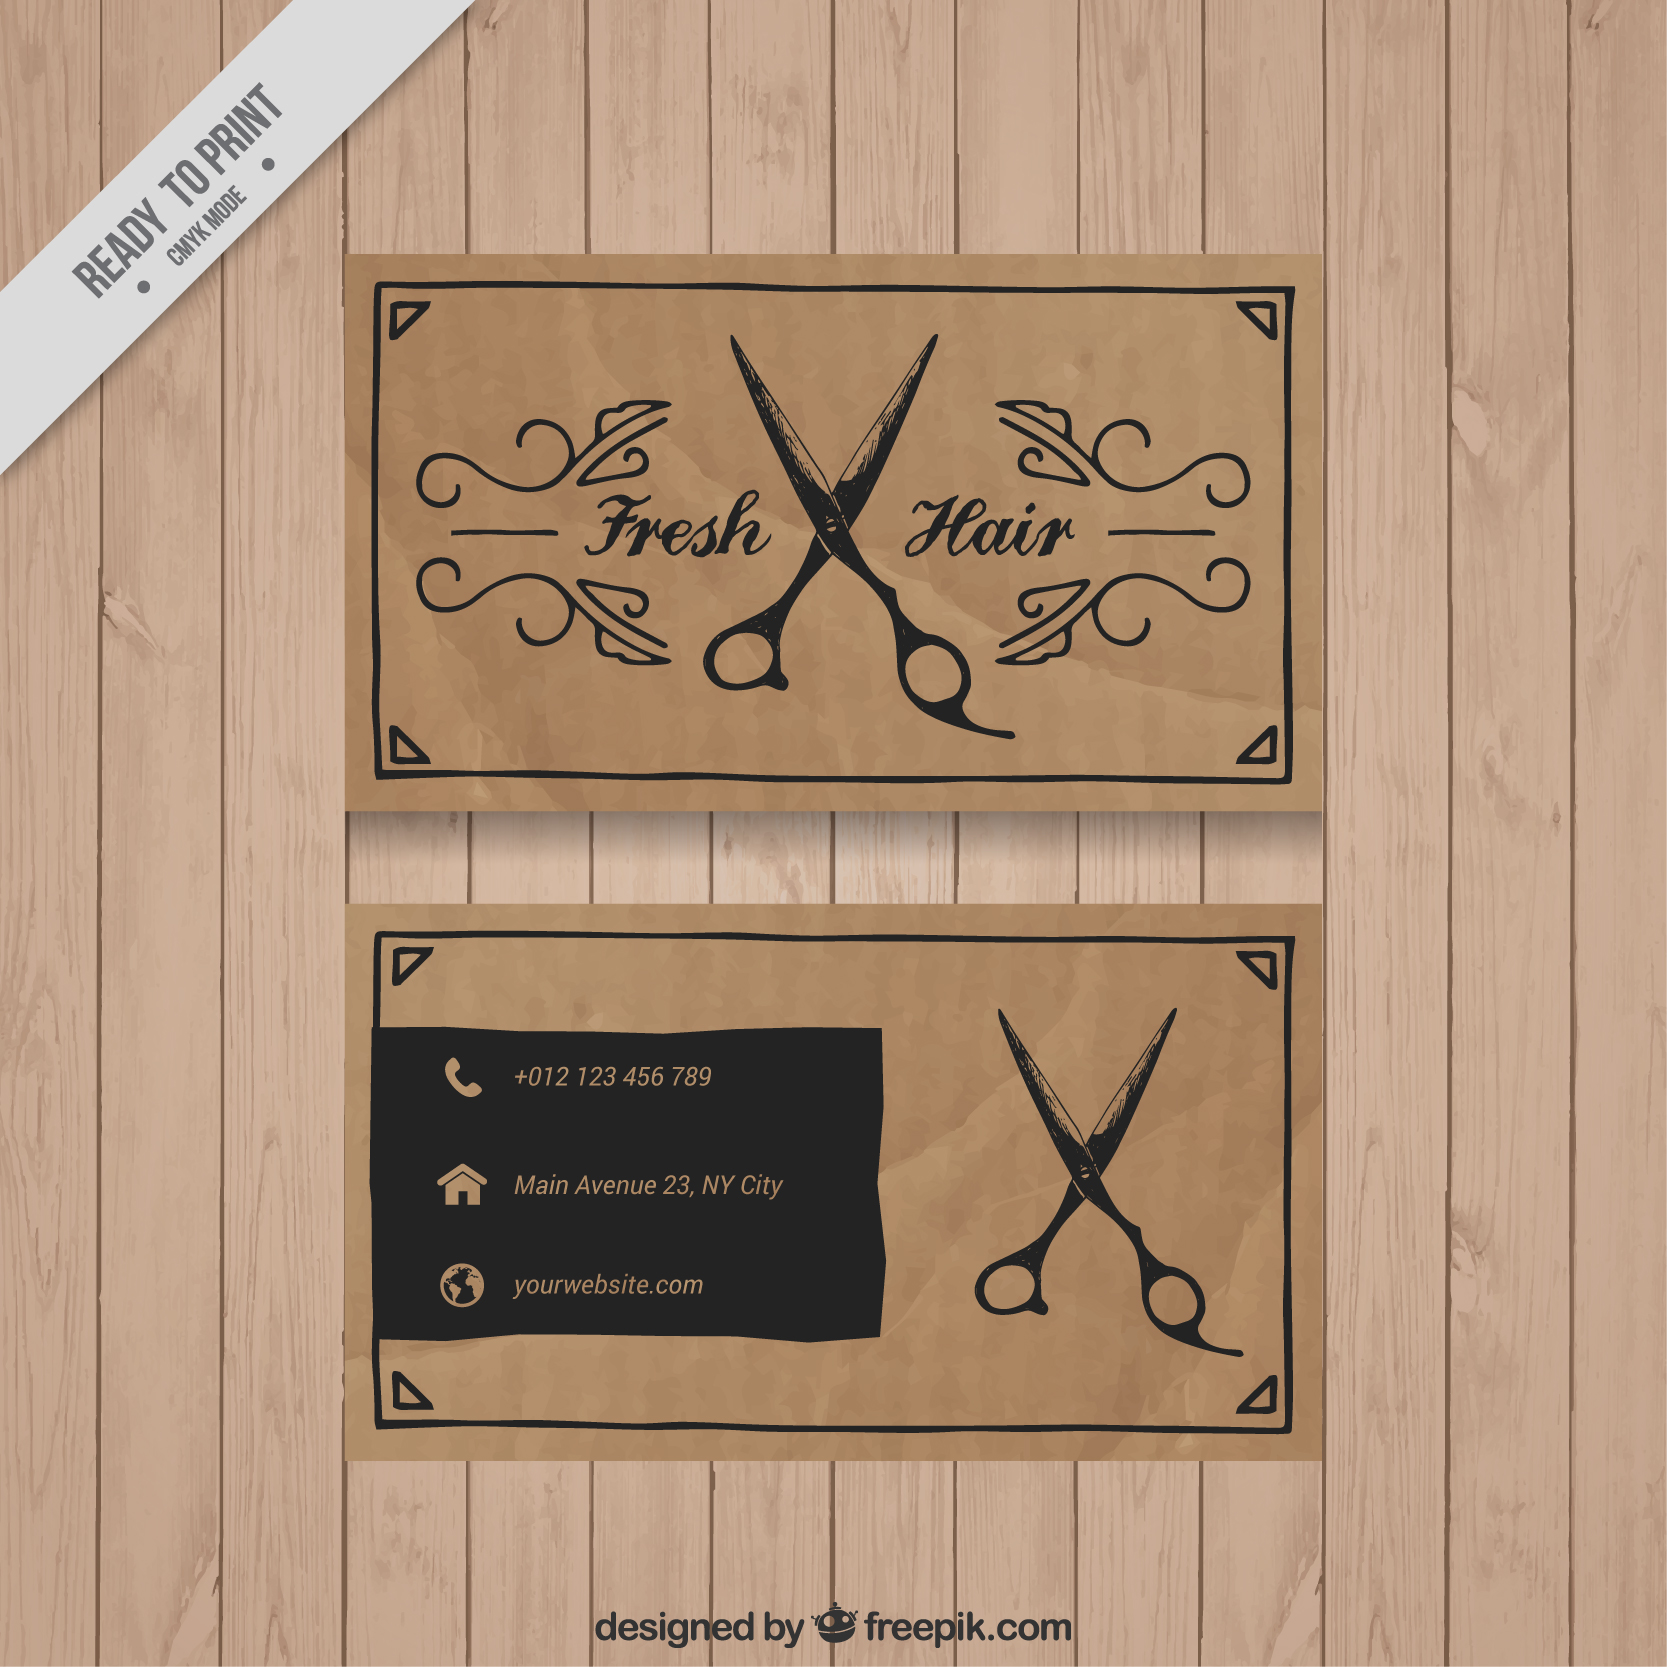 READY TO PRINT
• CMYK MODE •
Fresh Hair
+012 123 456 789
Main Avenue 23, NY City
yourwebsite.com
designed by freepik.com